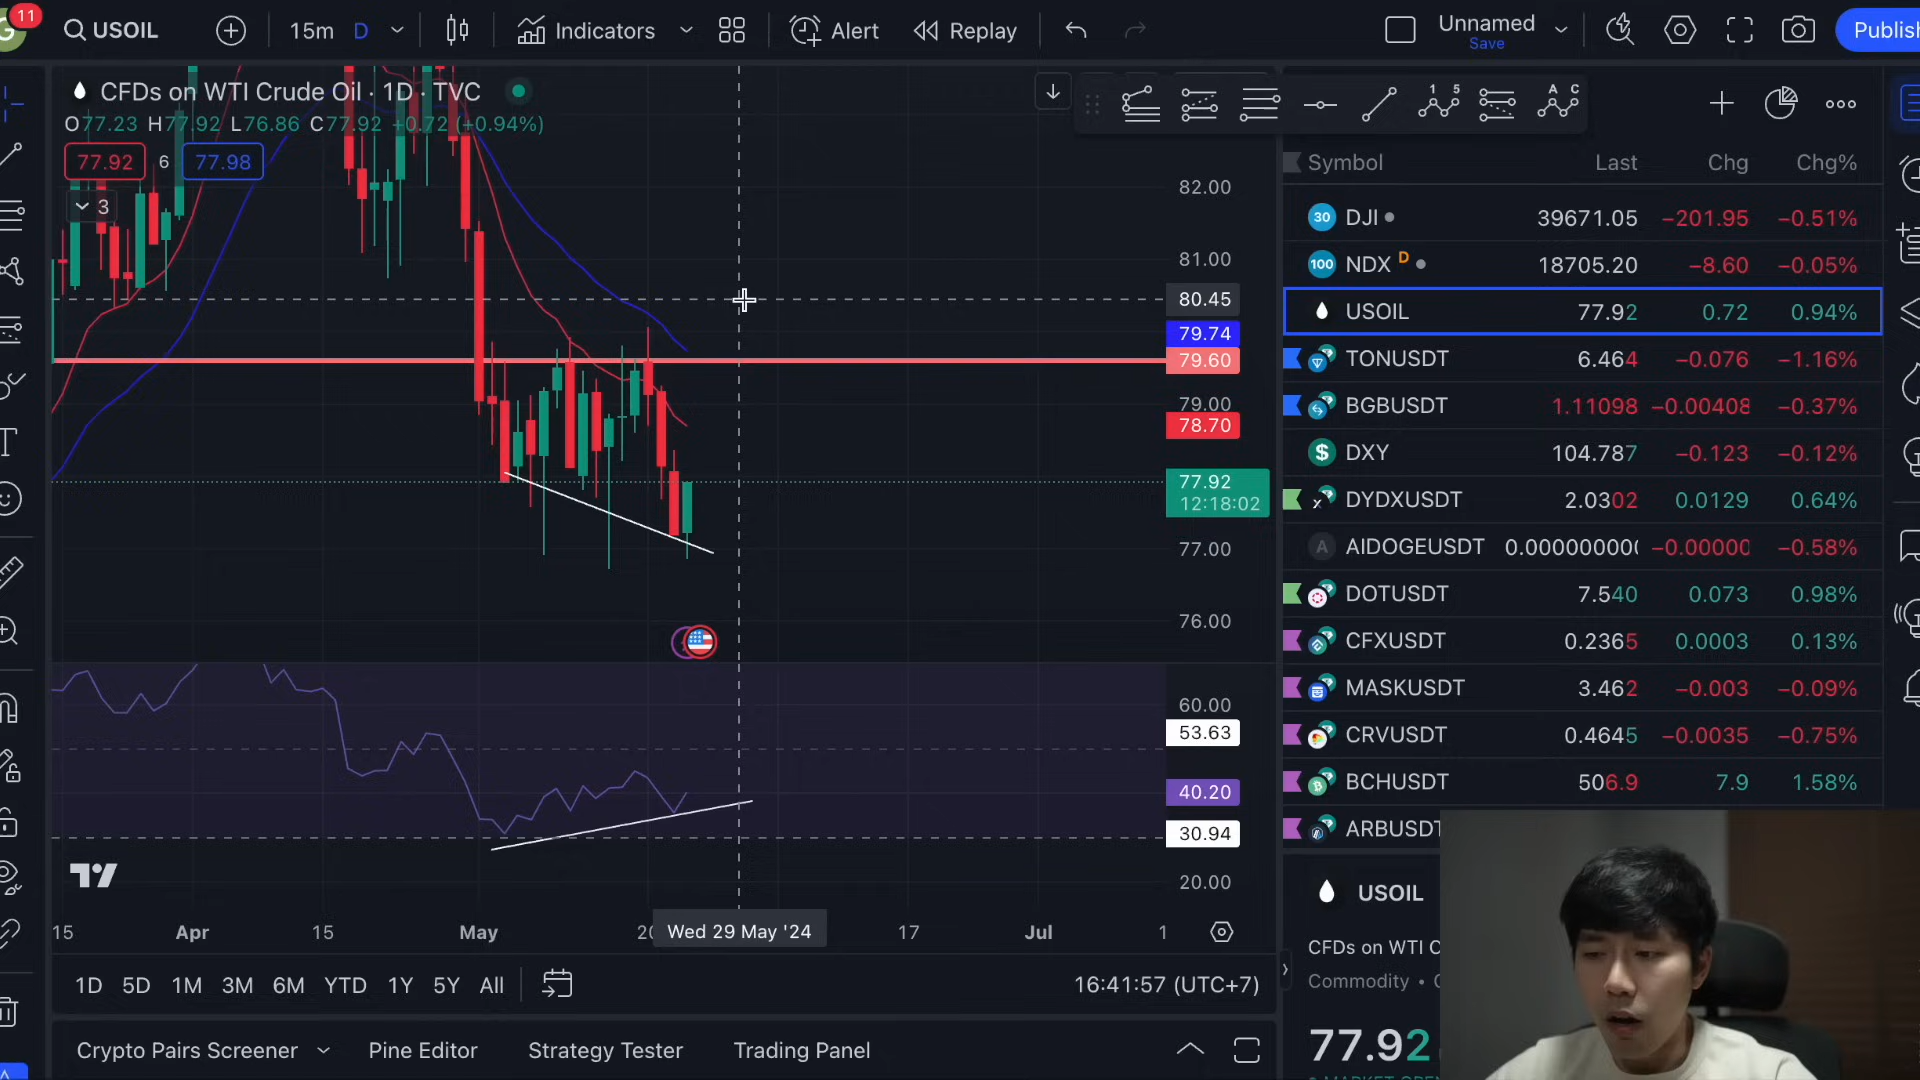 11
USOIL
15m D
Indicators
Alert
Replay
Unnamed
Save
Publish
CFDs on WTI Crude Oil · 1D · TVC
O77.23 H77.92 L76.86 C77.92 +0.72 (+0.94%)
77.92 6 77.98
3
1 5
A C
82.00
81.00
80.45
79.74
79.60
79.00
78.70
77.92
12:18:02
77.00
76.00
60.00
53.63
40.20
30.94
20.00
15 Apr 15 May 20 Wed 29 May '24 17 Jul 1
1D 5D 1M 3M 6M YTD 1Y 5Y All
16:41:57 (UTC+7)
Crypto Pairs Screener Pine Editor Strategy Tester Trading Panel
Symbol Last Chg Chg%
30 DJI 39671.05 −201.95 −0.51%
100 NDX D 18705.20 −8.60 −0.05%
USOIL 77.92 0.72 0.94%
TONUSDT 6.464 −0.076 −1.16%
BGBUSDT 1.11098 −0.00408 −0.37%
$ DXY 104.787 −0.123 −0.12%
DYDXUSDT 2.0302 0.0129 0.64%
A AIDOGEUSDT 0.000000000 −0.00000 −0.58%
DOTUSDT 7.540 0.073 0.98%
CFXUSDT 0.2365 0.0003 0.13%
MASKUSDT 3.462 −0.003 −0.09%
CRVUSDT 0.4645 −0.0035 −0.75%
BCHUSDT 506.9 7.9 1.58%
ARBUSDT
USOIL
CFDs on WTI C
Commodity •
77.92